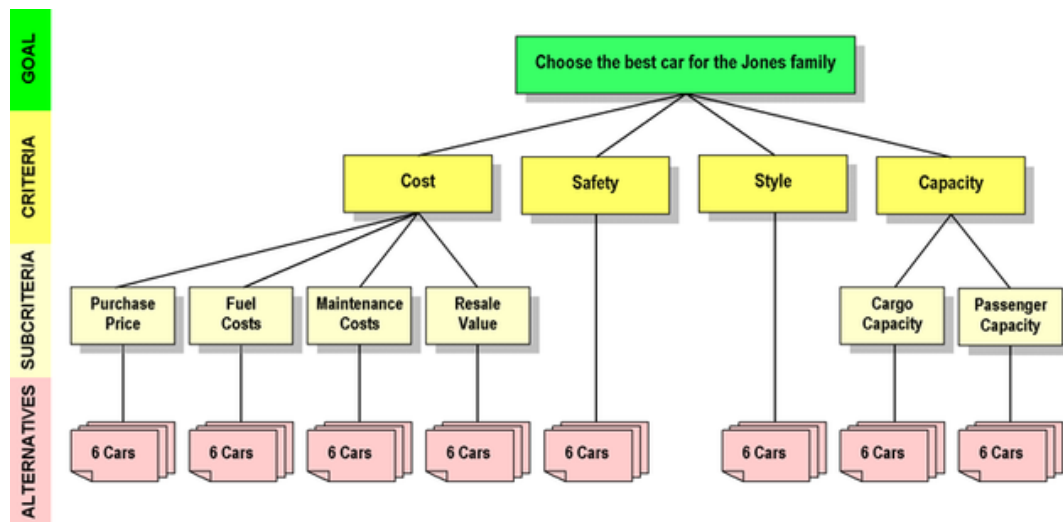 GOAL
Choose the best car for the Jones family
CRITERIA
Cost
Safety
Style
Capacity
SUBCRITERIA
Purchase
Price
Fuel
Costs
Maintenance
Costs
Resale
Value
Cargo
Capacity
Passenger
Capacity
ALTERNATIVES
6 Cars
6 Cars
6 Cars
6 Cars
6 Cars
6 Cars
6 Cars
6 Cars